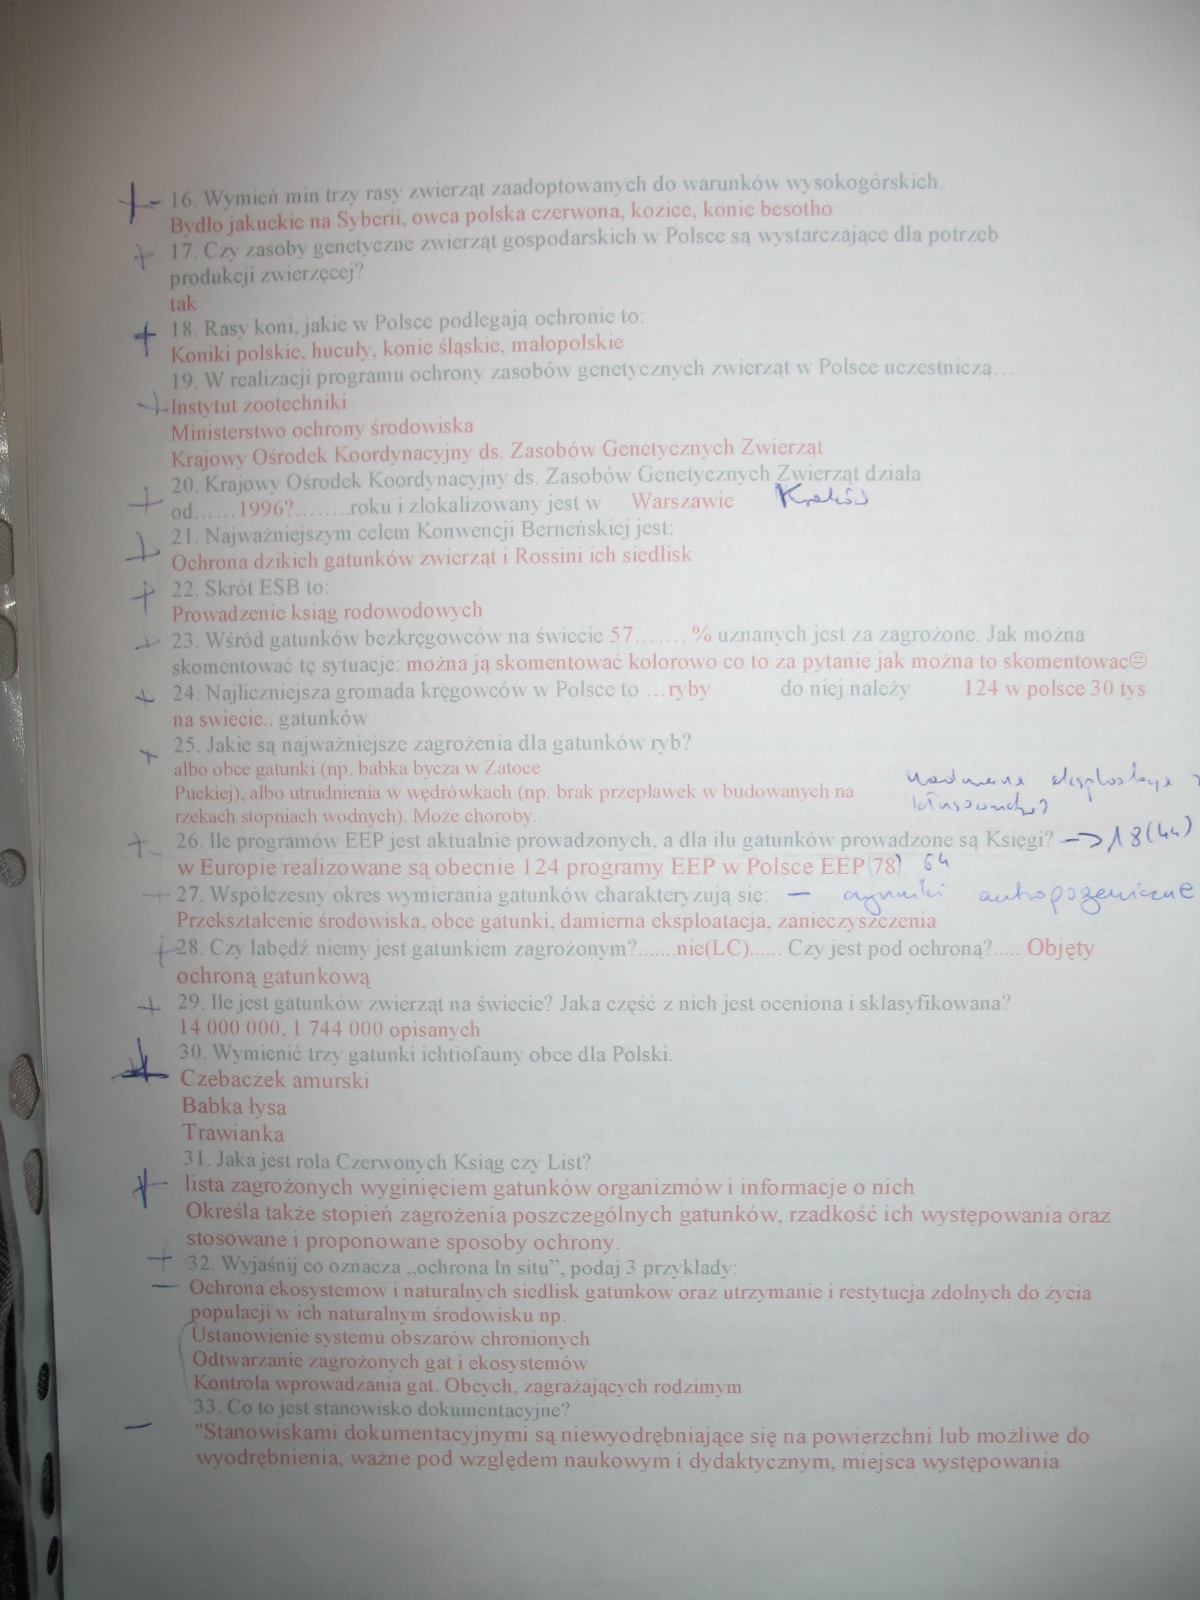 16. Wymień min trzy rasy zwierząt zaadoptowanych do warunków wysokogórskich.
Bydło jakuckie na Syberii, owca polska czerwona, kozice, konie besotho
17. Czy zasoby genetyczne zwierząt gospodarskich w Polsce są wystarczające dla potrzeb
produkcji zwierzęcej?
tak
18. Rasy koni, jakie w Polsce podlegają ochronie to:
Koniki polskie, hucuły, konie śląskie, małopolskie
19. W realizacji programu ochrony zasobów genetycznych zwierząt w Polsce uczestniczą...
Instytut zootechniki
Ministerstwo ochrony środowiska
Krajowy Ośrodek Koordynacyjny ds. Zasobów Genetycznych Zwierząt
20. Krajowy Ośrodek Koordynacyjny ds. Zasobów Genetycznych Zwierząt działa
od......1996?........roku i zlokalizowany jest w Warszawie Kraków
21. Najważniejszym celem Konwencji Berneńskiej jest:
Ochrona dzikich gatunków zwierząt i Rossini ich siedlisk
22. Skrót ESB to:
Prowadzenie ksiąg rodowodowych
23. Wśród gatunków bezkręgowców na świecie 57....... % uznanych jest za zagrożone. Jak można
skomentować tę sytuacje: można ją skomentować kolorowo co to za pytanie jak można to skomentowac😐
24. Najliczniejsza gromada kręgowców w Polsce to ...ryby do niej należy 124 w polsce 30 tys
na swiecie.. gatunków
25. Jakie są najważniejsze zagrożenia dla gatunków ryb?
albo obce gatunki (np. babka bycza w Zatoce
Puckiej), albo utrudnienia w wędrówkach (np. brak przepławek w budowanych na
rzekach stopniach wodnych). Może choroby.
26. Ile programów EEP jest aktualnie prowadzonych, a dla ilu gatunków prowadzone są Księgi? → 18(44)
w Europie realizowane są obecnie 124 programy EEP w Polsce EEP(78) 64
27. Współczesny okres wymierania gatunków charakteryzują się: – czynniki antropogeniczne
Przekształcenie środowiska, obce gatunki, damierna eksploatacja, zanieczyszczenia
28. Czy łabędź niemy jest gatunkiem zagrożonym?.......nie(LC)...... Czy jest pod ochroną?..... Objęty
ochroną gatunkową
29. Ile jest gatunków zwierząt na świecie? Jaka część z nich jest oceniona i sklasyfikowana?
14 000 000, 1 744 000 opisanych
30. Wymienić trzy gatunki ichtiofauny obce dla Polski.
Czebaczek amurski
Babka łysa
Trawianka
31. Jaka jest rola Czerwonych Ksiąg czy List?
lista zagrożonych wyginięciem gatunków organizmów i informacje o nich
Określa także stopień zagrożenia poszczególnych gatunków, rzadkość ich występowania oraz
stosowane i proponowane sposoby ochrony.
32. Wyjaśnij co oznacza „ochrona In situ”, podaj 3 przykłady:
Ochrona ekosystemow i naturalnych siedlisk gatunkow oraz utrzymanie i restytucja zdolnych do życia
populacji w ich naturalnym środowisku np.
Ustanowienie systemu obszarów chronionych
Odtwarzanie zagrożonych gat i ekosystemów
Kontrola wprowadzania gat. Obcych, zagrażających rodzimym
33. Co to jest stanowisko dokumentacyjne?
"Stanowiskami dokumentacyjnymi są niewyodrębniające się na powierzchni lub możliwe do
wyodrębnienia, ważne pod względem naukowym i dydaktycznym, miejsca występowania